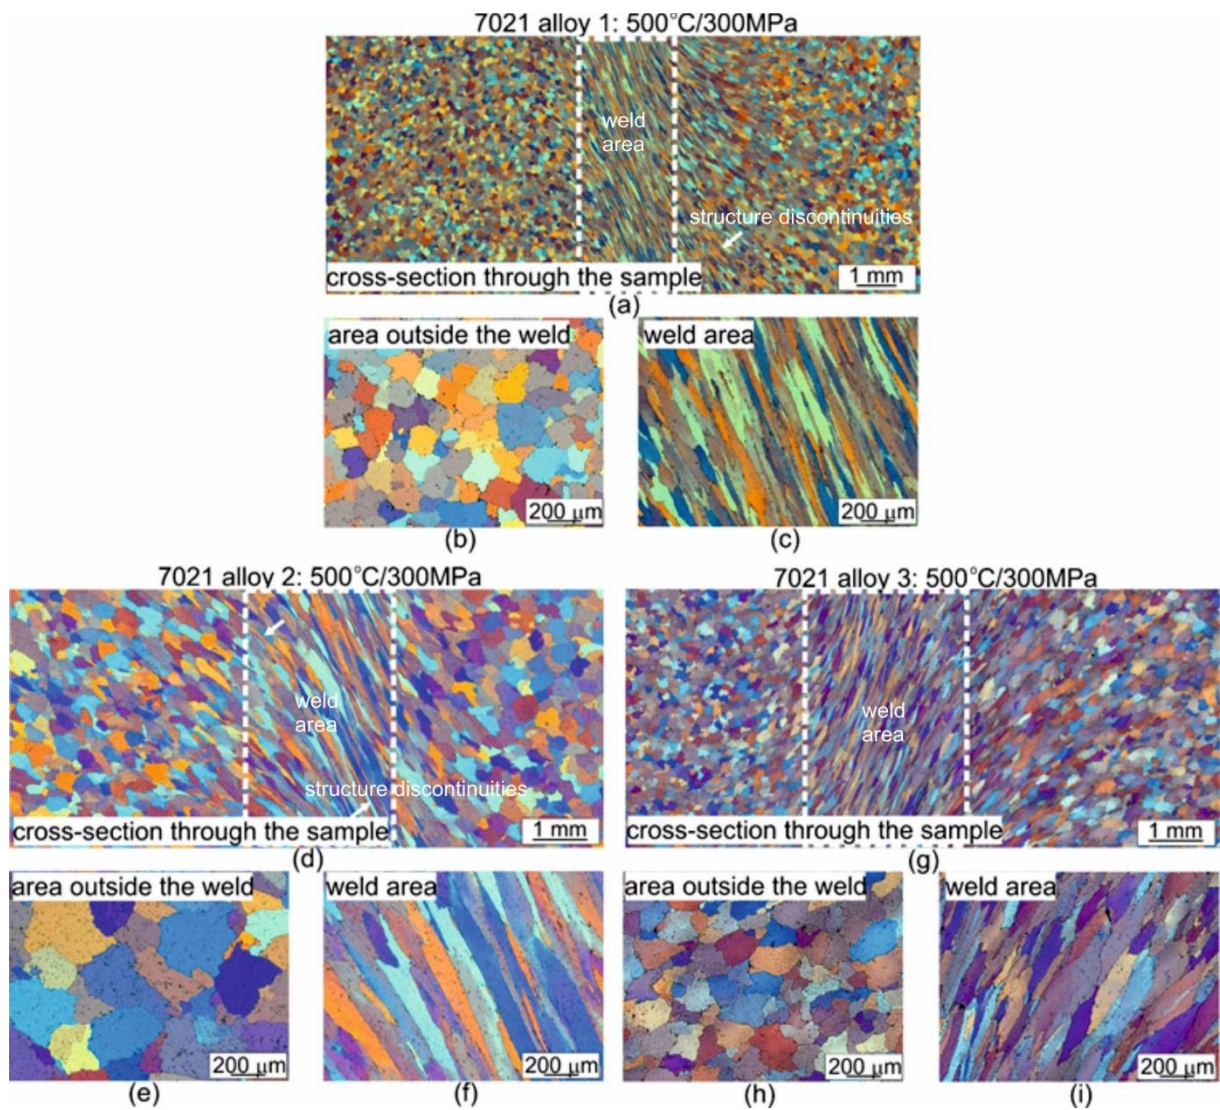 7021 alloy 1: 500°C/300MPa
weld
area
structure discontinuities
cross-section through the sample
1 mm
(a)
area outside the weld
200 μm
(b)
weld area
200 μm
(c)
7021 alloy 2: 500°C/300MPa
weld
area
structure discontinuities
cross-section through the sample
1 mm
(d)
7021 alloy 3: 500°C/300MPa
weld
area
cross-section through the sample
1 mm
(g)
area outside the weld
200 μm
(e)
weld area
200 μm
(f)
area outside the weld
200 μm
(h)
weld area
200 μm
(i)